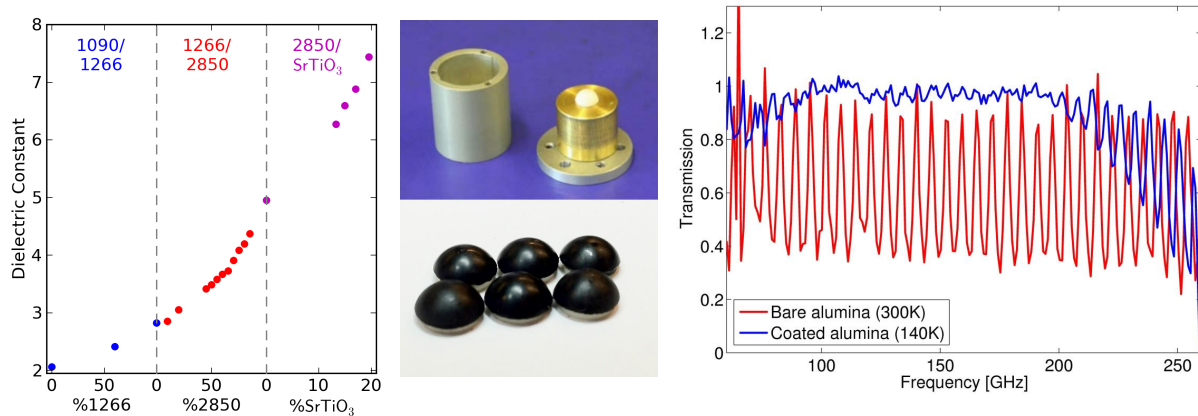 8
7
6
5
4
3
2
Dielectric Constant
1090/
1266
1266/
2850
2850/
SrTiO₃
0 50 0 50 0 10 20
%1266 %2850 %SrTiO₃
1.2
1
0.8
0.6
0.4
0.2
0
Transmission
Bare alumina (300K)
Coated alumina (140K)
100 150 200 250
Frequency [GHz]